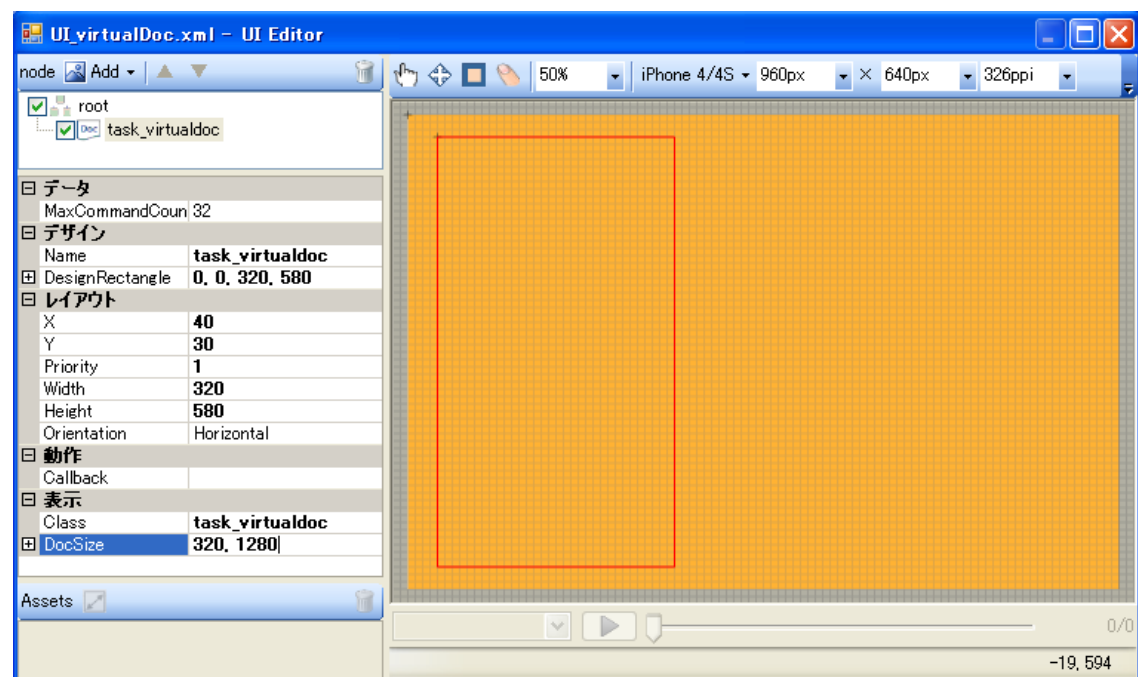 UI_virtualDoc.xml - UI Editor
node Add
50% iPhone 4/4S 960px × 640px 326ppi
root
Doc task_virtualdoc
データ
MaxCommandCoun 32
デザイン
Name task_virtualdoc
DesignRectangle 0, 0, 320, 580
レイアウト
X 40
Y 30
Priority 1
Width 320
Height 580
Orientation Horizontal
動作
Callback
表示
Class task_virtualdoc
DocSize 320, 1280
Assets
0/0
-19, 594